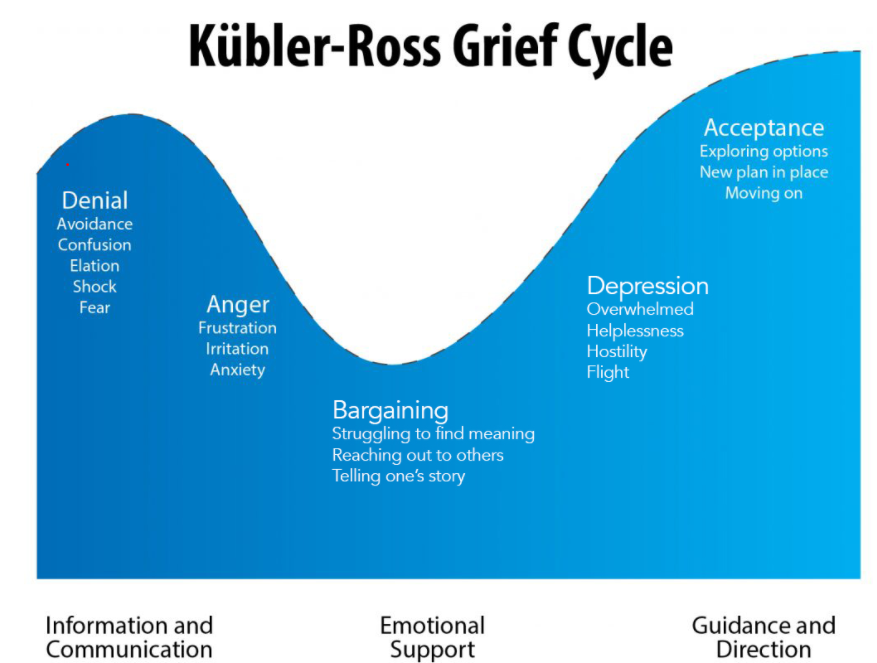 Kübler-Ross Grief Cycle
Denial
Avoidance
Confusion
Elation
Shock
Fear
Anger
Frustration
Irritation
Anxiety
Bargaining
Struggling to find meaning
Reaching out to others
Telling one's story
Depression
Overwhelmed
Helplessness
Hostility
Flight
Acceptance
Exploring options
New plan in place
Moving on
Information and
Communication
Emotional
Support
Guidance and
Direction